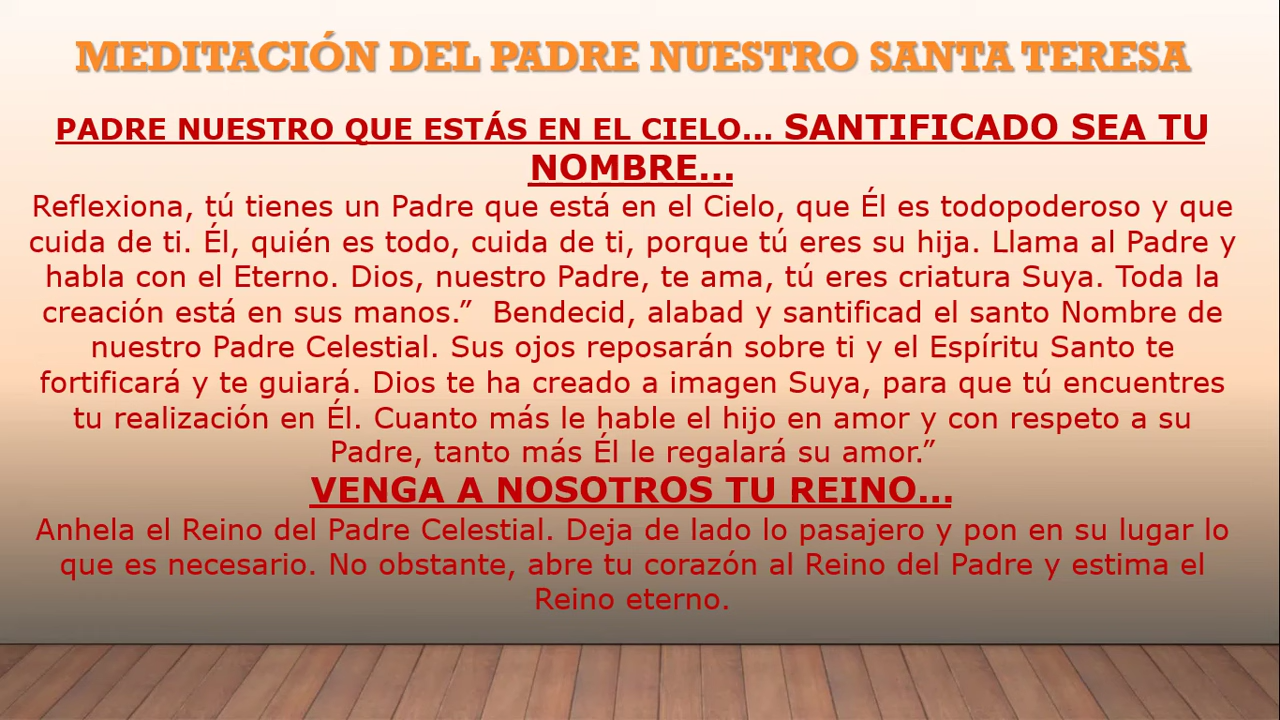 MEDITACIÓN DEL PADRE NUESTRO SANTA TERESA
PADRE NUESTRO QUE ESTÁS EN EL CIELO... SANTIFICADO SEA TU
NOMBRE...
Reflexiona, tú tienes un Padre que está en el Cielo, que Él es todopoderoso y que
cuida de ti. Él, quién es todo, cuida de ti, porque tú eres su hija. Llama al Padre y
habla con el Eterno. Dios, nuestro Padre, te ama, tú eres criatura Suya. Toda la
creación está en sus manos.” Bendecid, alabad y santificad el santo Nombre de
nuestro Padre Celestial. Sus ojos reposarán sobre ti y el Espíritu Santo te
fortificará y te guiará. Dios te ha creado a imagen Suya, para que tú encuentres
tu realización en Él. Cuanto más le hable el hijo en amor y con respeto a su
Padre, tanto más Él le regalará su amor.”
VENGA A NOSOTROS TU REINO...
Anhela el Reino del Padre Celestial. Deja de lado lo pasajero y pon en su lugar lo
que es necesario. No obstante, abre tu corazón al Reino del Padre y estima el
Reino eterno.